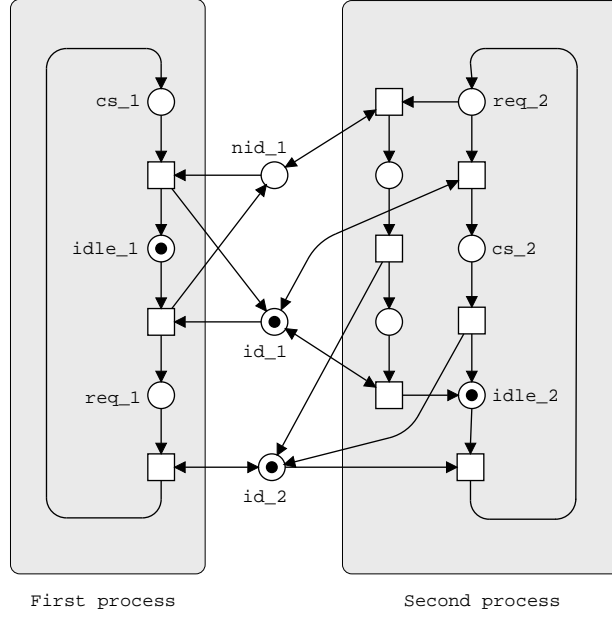 cs_1
req_2
nid_1
idle_1
cs_2
id_1
req_1
idle_2
id_2
First process
Second process